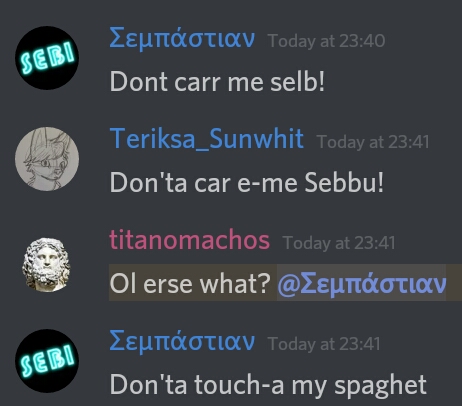 SEBI
Σεμπάστιαν Today at 23:40
Dont carr me selb!
Teriksa_Sunwhit Today at 23:41
Don'ta car e-me Sebbu!
titanomachos Today at 23:41
Ol erse what? @Σεμπάστιαν
SEBI
Σεμπάστιαν Today at 23:41
Don'ta touch-a my spaghet